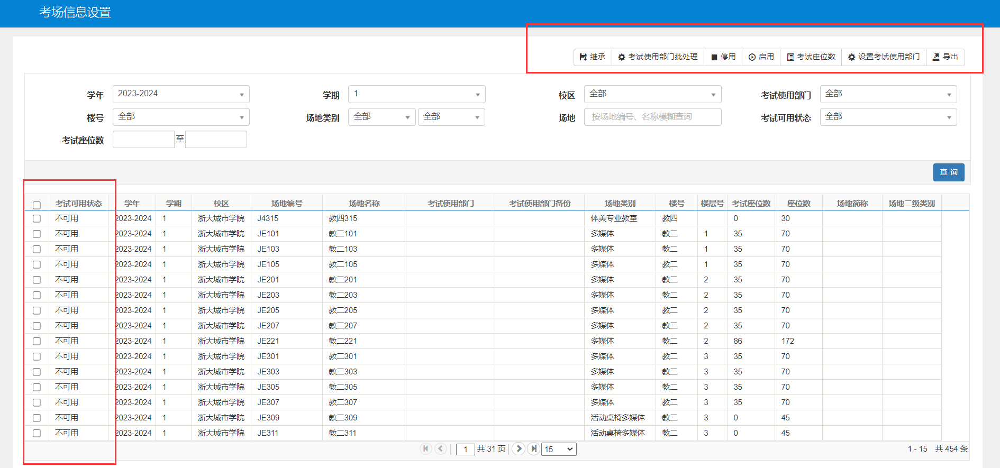 考场信息设置
继承 考试使用部门批处理 停用 启用 考试座位数 设置考试使用部门 导出
学年 2023-2024 学期 1 校区 全部 考试使用部门 全部
楼号 全部 场地类别 全部 全部 场地 按场地编号、名称模糊查询 考试可用状态 全部
考试座位数 至
查 询
考试可用状态 学年 学期 校区 场地编号 场地名称 考试使用部门 考试使用部门备份 场地类别 楼号 楼层号 考试座位数 座位数 场地简称 场地二级类别
不可用 2023-2024 1 浙大城市学院 J4315 教四315 体美专业教室 教四 0 30
不可用 2023-2024 1 浙大城市学院 JE101 教二101 多媒体 教二 1 35 70
不可用 2023-2024 1 浙大城市学院 JE103 教二103 多媒体 教二 1 35 70
不可用 2023-2024 1 浙大城市学院 JE105 教二105 多媒体 教二 1 35 70
不可用 2023-2024 1 浙大城市学院 JE201 教二201 多媒体 教二 2 35 70
不可用 2023-2024 1 浙大城市学院 JE203 教二203 多媒体 教二 2 35 70
不可用 2023-2024 1 浙大城市学院 JE205 教二205 多媒体 教二 2 35 70
不可用 2023-2024 1 浙大城市学院 JE207 教二207 多媒体 教二 2 35 70
不可用 2023-2024 1 浙大城市学院 JE221 教二221 多媒体 教二 2 86 172
不可用 2023-2024 1 浙大城市学院 JE301 教二301 多媒体 教二 3 35 70
不可用 2023-2024 1 浙大城市学院 JE303 教二303 多媒体 教二 3 35 70
不可用 2023-2024 1 浙大城市学院 JE305 教二305 多媒体 教二 3 35 70
不可用 2023-2024 1 浙大城市学院 JE307 教二307 多媒体 教二 3 35 70
不可用 2023-2024 1 浙大城市学院 JE309 教二309 活动桌椅多媒体 教二 3 0 45
不可用 2023-2024 1 浙大城市学院 JE311 教二311 活动桌椅多媒体 教二 3 0 45
1 共 31 页 15 1 - 15 共 454 条